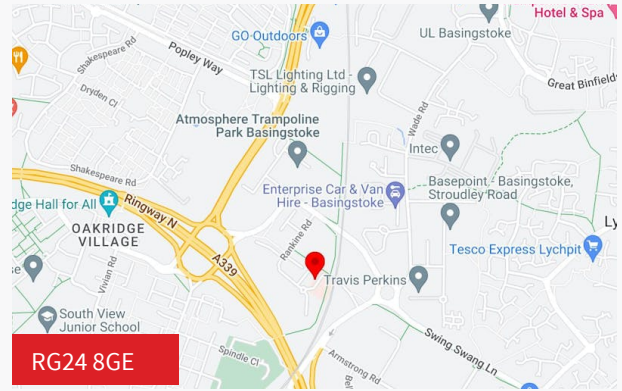 Hotel & Spa
GO Outdoors
UL Basingstoke
Shakespeare Rd
Popley Way
TSL Lighting Ltd -
Lighting & Rigging
Great Binfield
Dryden Cl
Atmosphere Trampoline
Park Basingstoke
Wade Rd
Intec
Shakespeare Rd
Enterprise Car & Van
Hire - Basingstoke
Basepoint - Basingstoke,
Stroudley Road
dge Hall for All
Ringway N
OAKRIDGE
VILLAGE
Ly
Rankine Rd
Tesco Express Lychpit
A339
se
Vivian Rd
Travis Perkins
South View
Junior School
Swing Swang Ln
Spindle Cl
Armstrong Rd
Bel
RG24 8GE